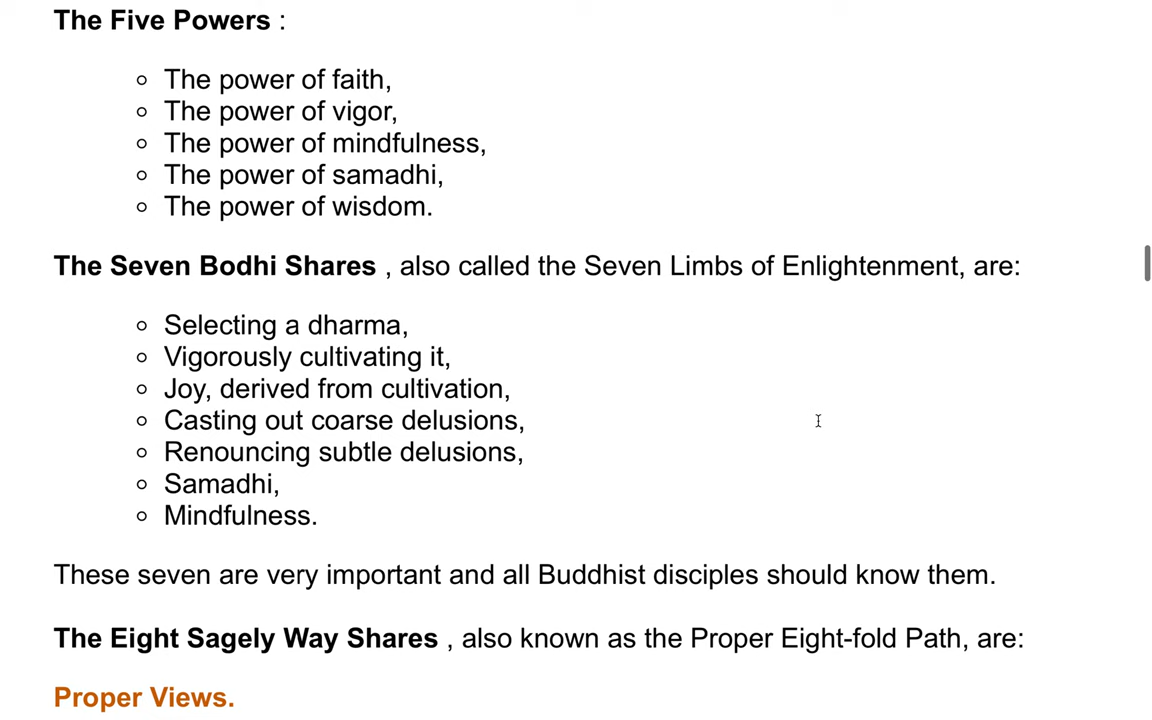 The Five Powers :
The power of faith,
The power of vigor,
The power of mindfulness,
The power of samadhi,
The power of wisdom.
The Seven Bodhi Shares , also called the Seven Limbs of Enlightenment, are:
Selecting a dharma,
Vigorously cultivating it,
Joy, derived from cultivation,
Casting out coarse delusions,
Renouncing subtle delusions,
Samadhi,
Mindfulness.
These seven are very important and all Buddhist disciples should know them.
The Eight Sagely Way Shares , also known as the Proper Eight-fold Path, are:
Proper Views.